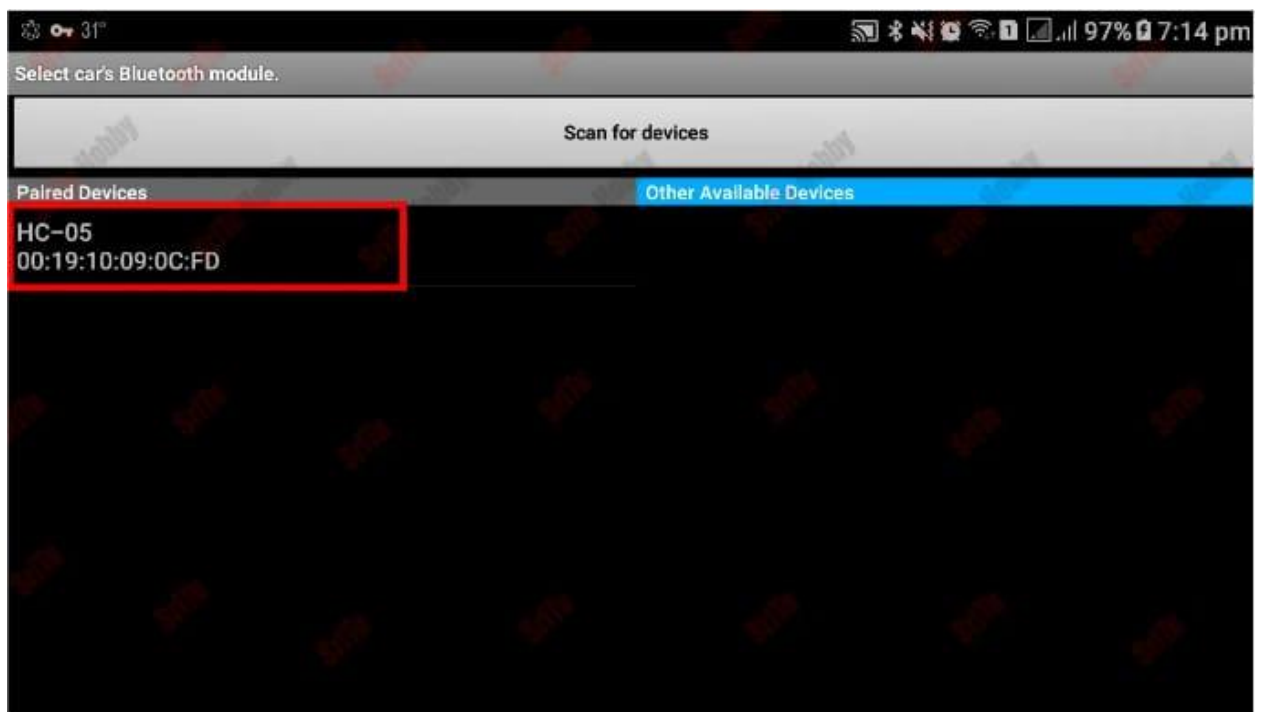 31° 1 97% 7:14 pm
Select car's Bluetooth module.
Scan for devices
Paired Devices
Other Available Devices
HC-05
00:19:10:09:0C:FD